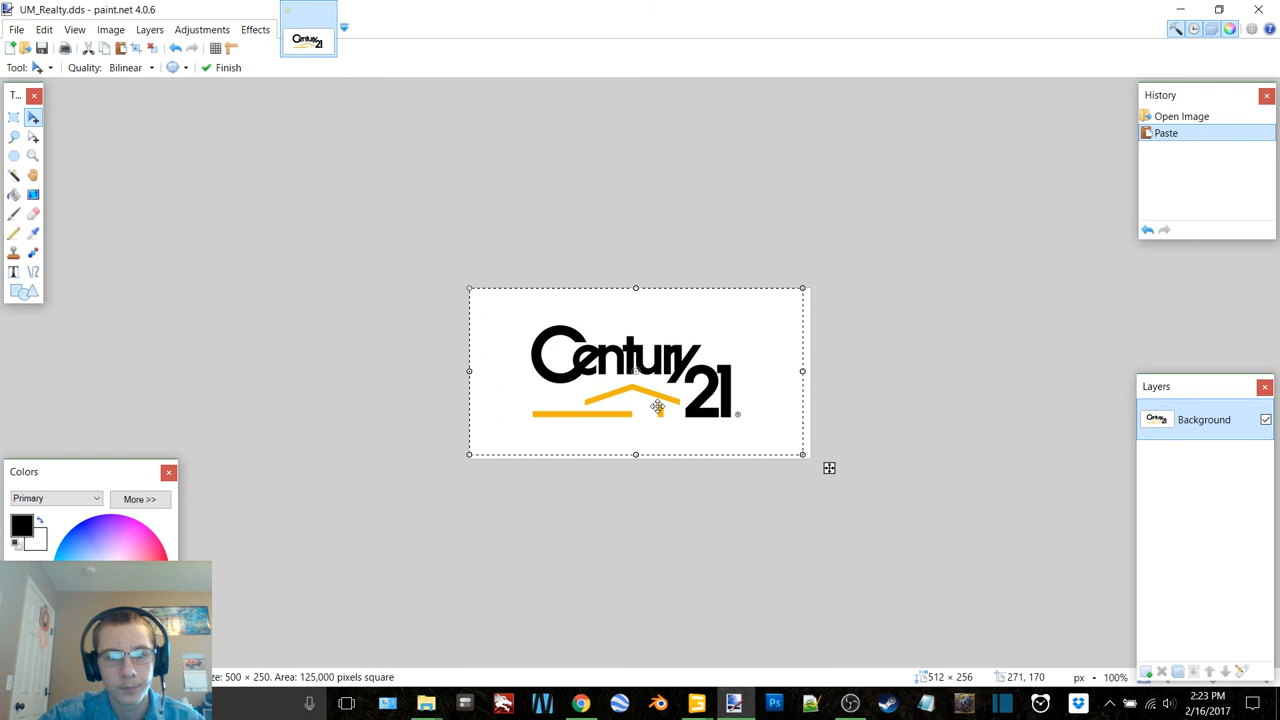 UM_Realty.dds - paint.net 4.0.6
File Edit View Image Layers Adjustments Effects
Tool: Quality: Bilinear Finish
T...
History
Open Image
Paste
Century
21
®
Layers
Background
Colors
Primary More >>
ze: 500 × 250. Area: 125,000 pixels square
512 × 256 271, 170 px 100%
2:23 PM
2/16/2017